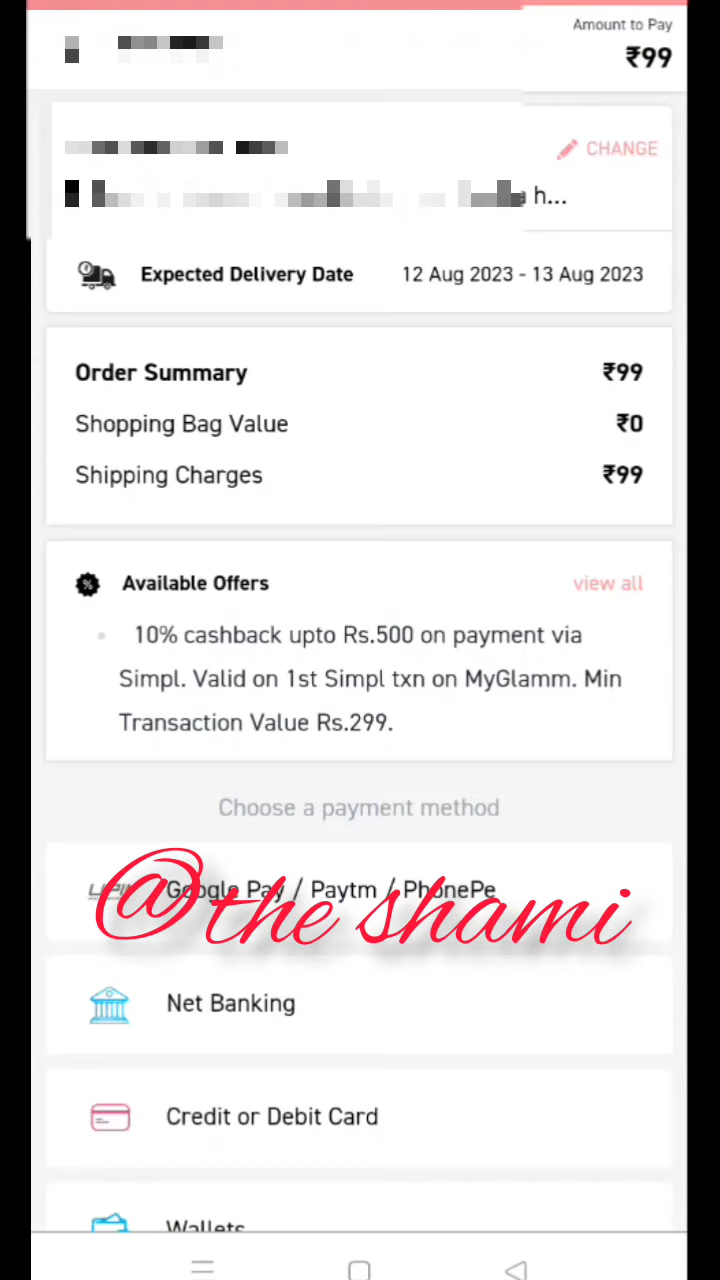 Amount to Pay
₹99
CHANGE
h...
Expected Delivery Date 12 Aug 2023 - 13 Aug 2023
Order Summary ₹99
Shopping Bag Value ₹0
Shipping Charges ₹99
Available Offers view all
10% cashback upto Rs.500 on payment via
Simpl. Valid on 1st Simpl txn on MyGlamm. Min
Transaction Value Rs.299.
Choose a payment method
Google Pay / Paytm / PhonePe
@the shami
Net Banking
Credit or Debit Card
Wallets